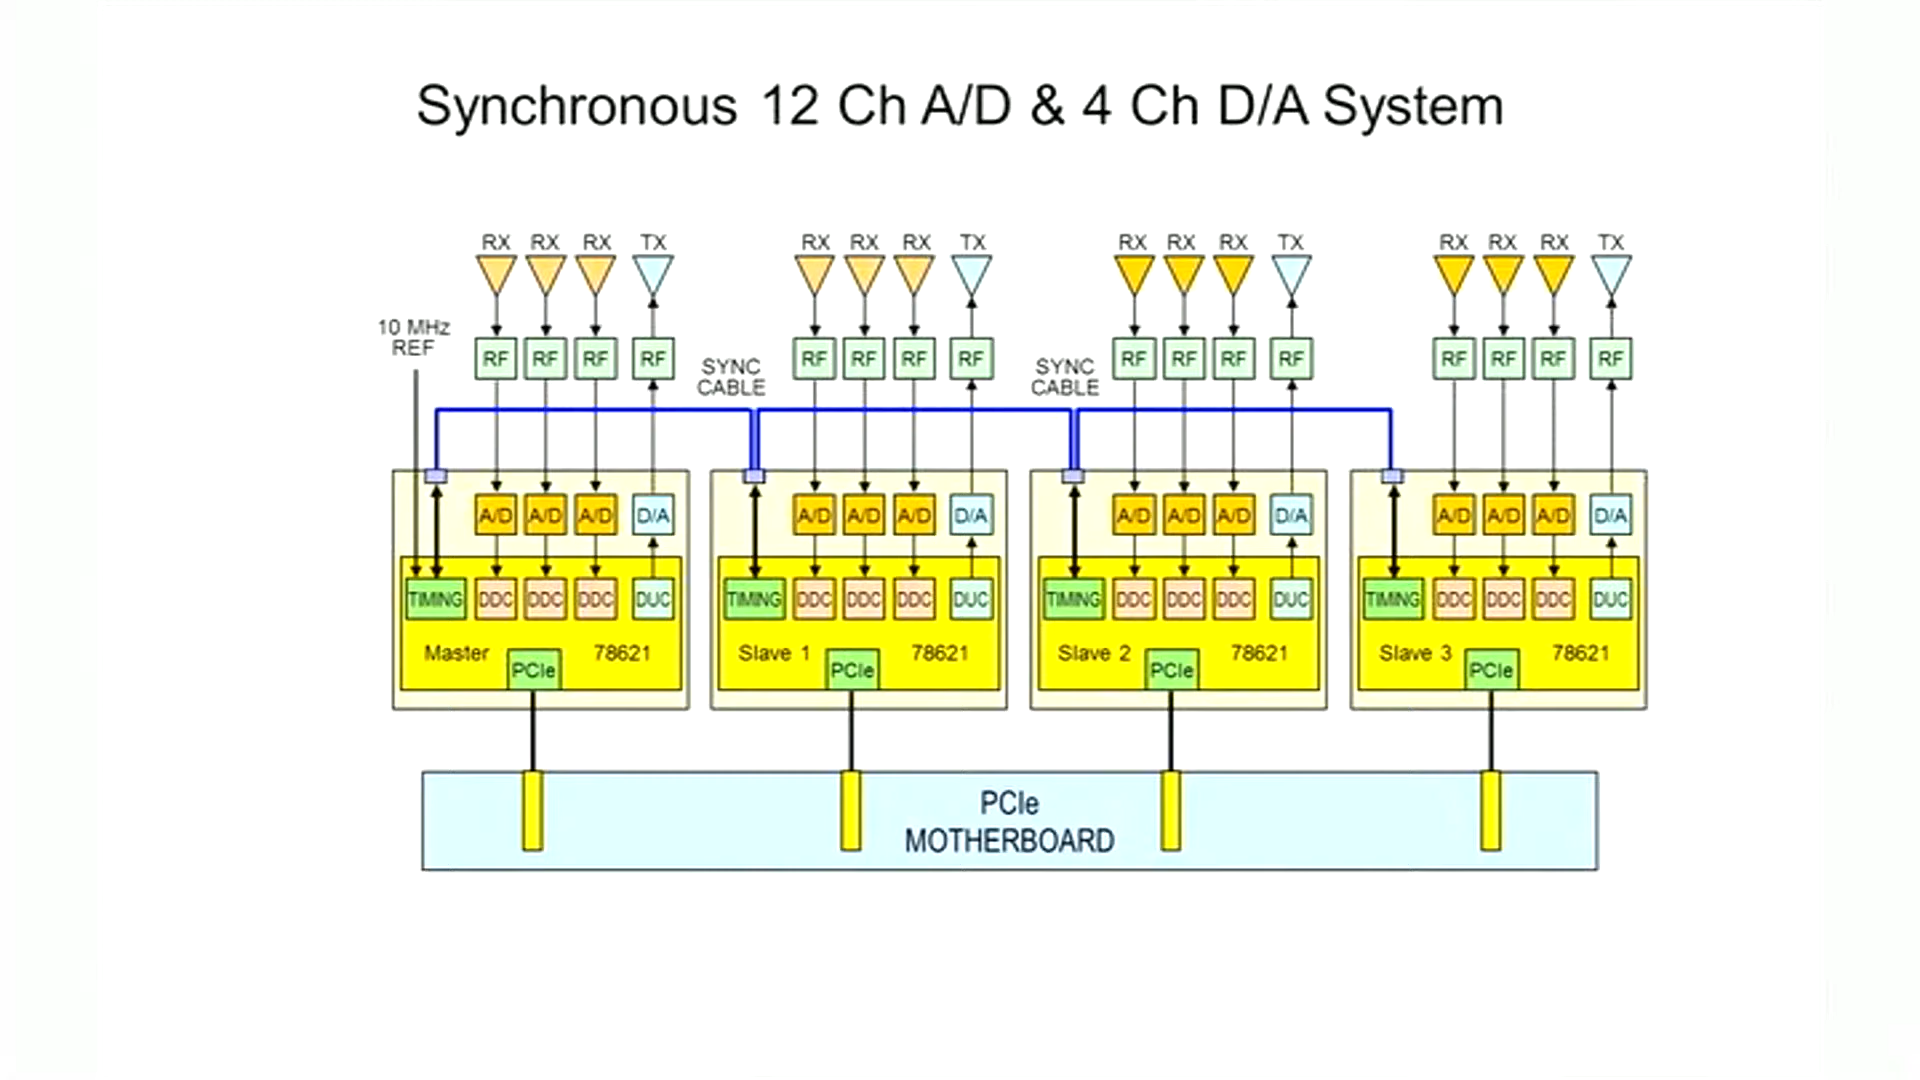 Synchronous 12 Ch A/D & 4 Ch D/A System
RX RX RX TX RX RX RX TX RX RX RX TX RX RX RX TX
10 MHz
REF
RF RF RF RF RF RF RF RF RF RF RF RF RF RF RF RF
SYNC
CABLE
SYNC
CABLE
A/D A/D A/D D/A A/D A/D A/D D/A A/D A/D A/D D/A A/D A/D A/D D/A
TIMING DDC DDC DDC DUC TIMING DDC DDC DDC DUC TIMING DDC DDC DDC DUC TIMING DDC DDC DDC DUC
Master 78621 Slave 1 78621 Slave 2 78621 Slave 3 78621
PCIe PCIe PCIe PCIe
PCIe
MOTHERBOARD